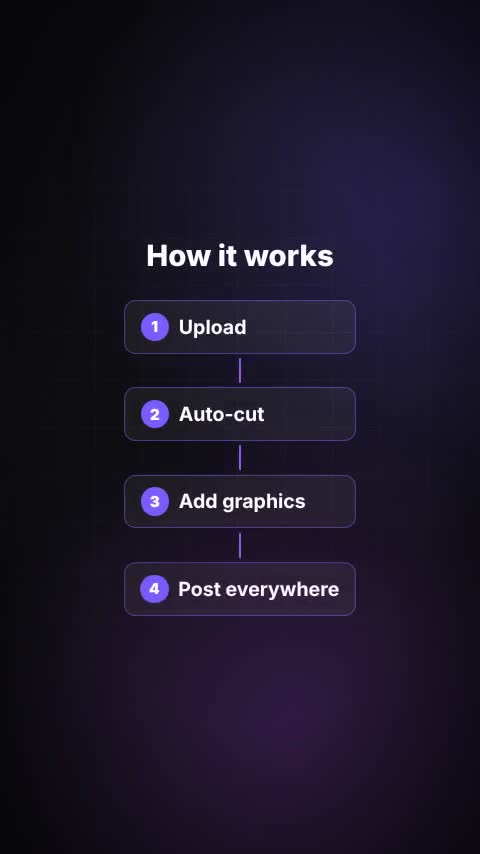 How it works
1 Upload
2 Auto-cut
3 Add graphics
4 Post everywhere